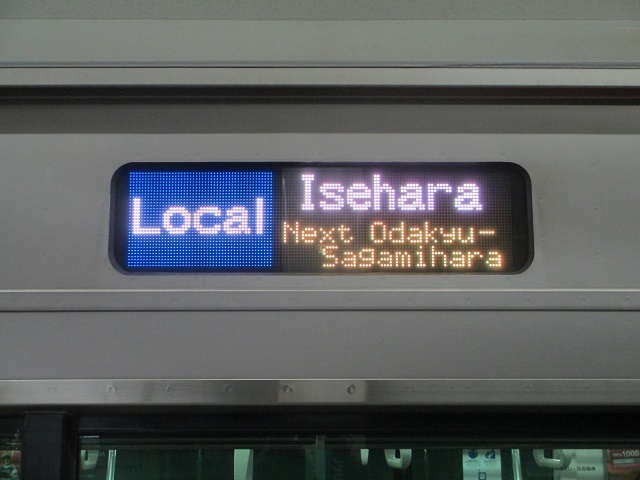 Local
Isehara
Next Odakyu-
Sagamihara